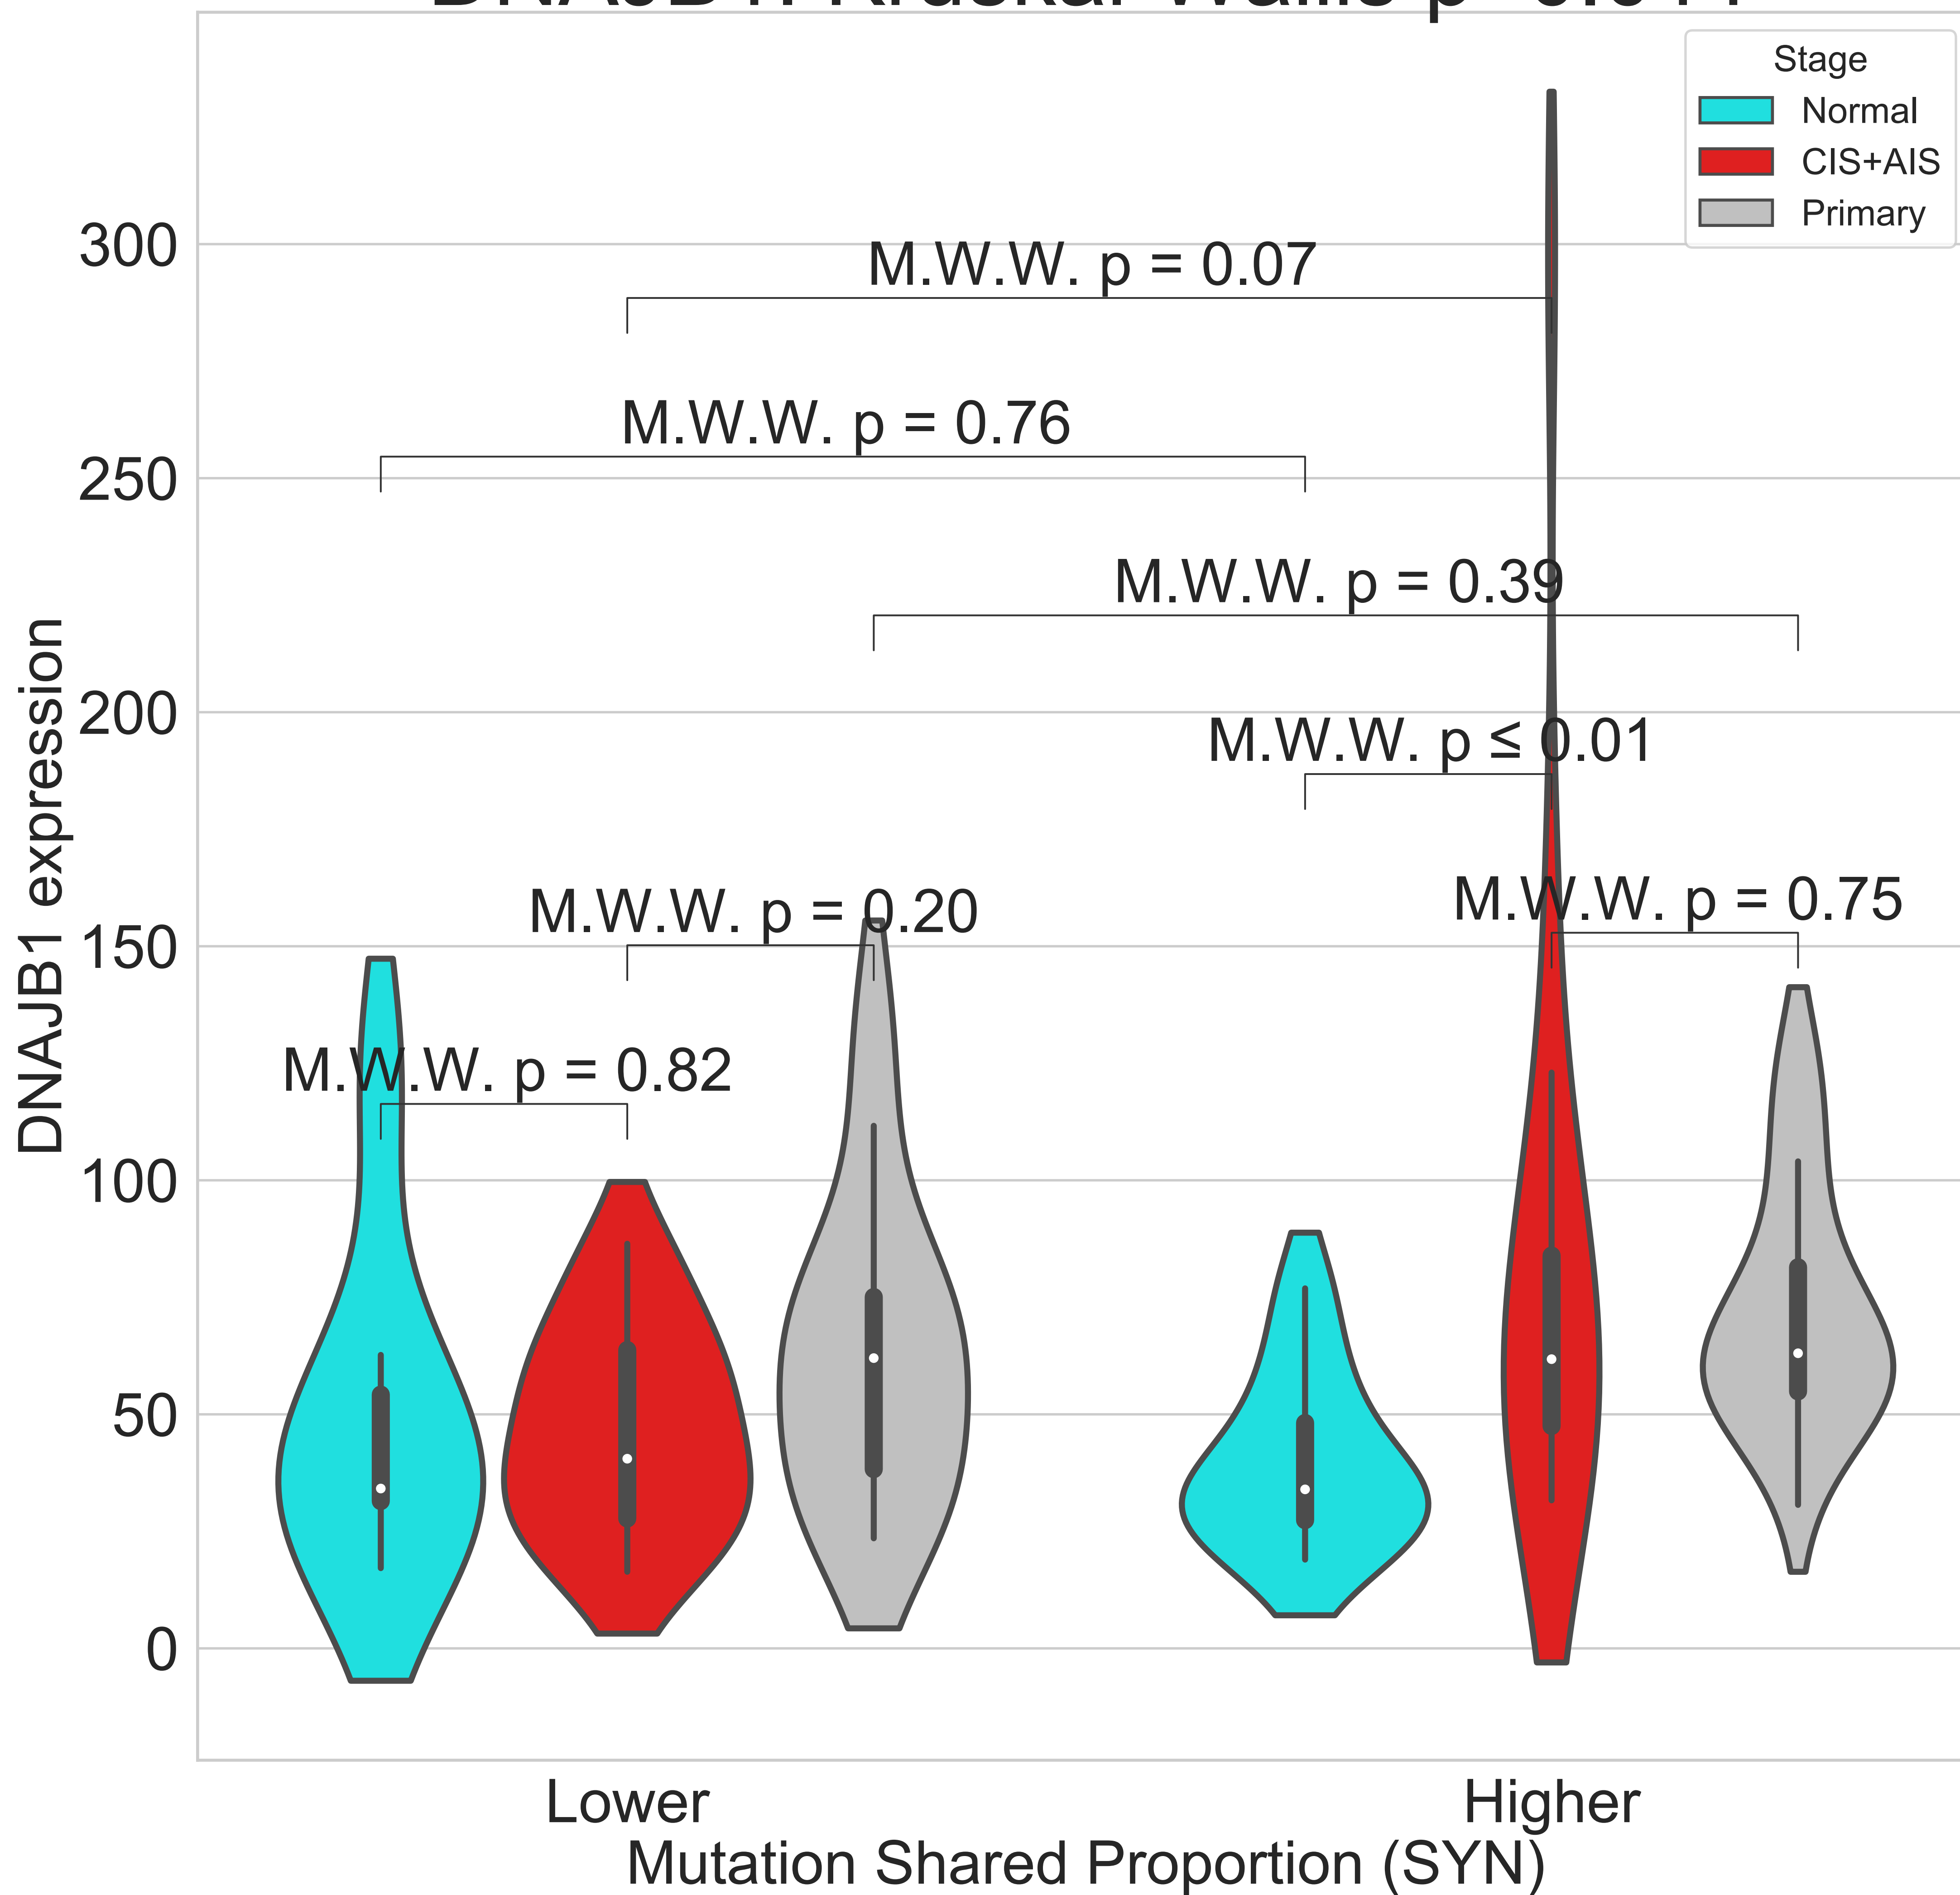 Stage
Normal
CIS+AIS
Primary
300
250
200
150
100
50
0
DNAJB1 expression
M.W.W. p = 0.07
M.W.W. p = 0.76
M.W.W. p = 0.39
M.W.W. p ≤ 0.01
M.W.W. p = 0.20
M.W.W. p = 0.75
M.W.W. p = 0.82
Lower
Higher
Mutation Shared Proportion (SYN)